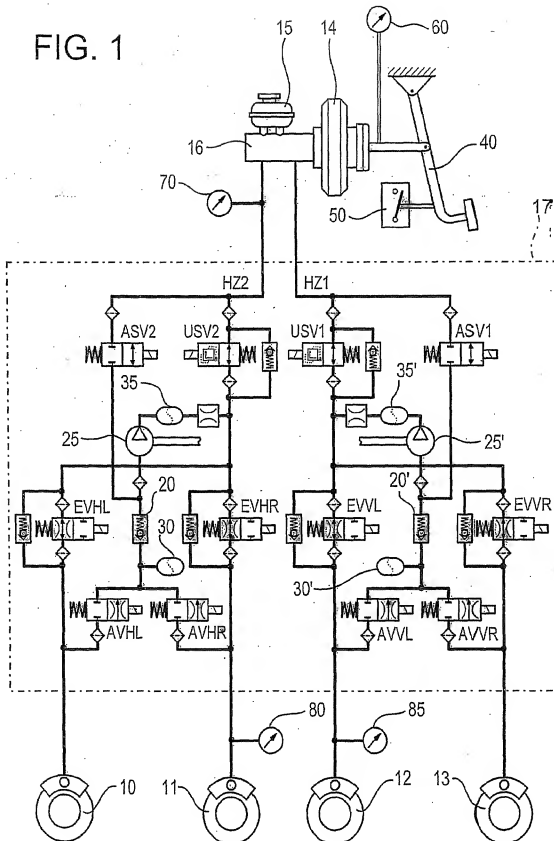 FIG. 1
15
14
60
16
40
70
50
17
HZ2
HZ1
ASV2
USV2
USV1
ASV1
35
35'
25
25'
EVHL
20
EVHR
EVVL
20'
EVVR
30
30'
AVHL
AVHR
AVVL
AVVR
80
85
10
11
12
13